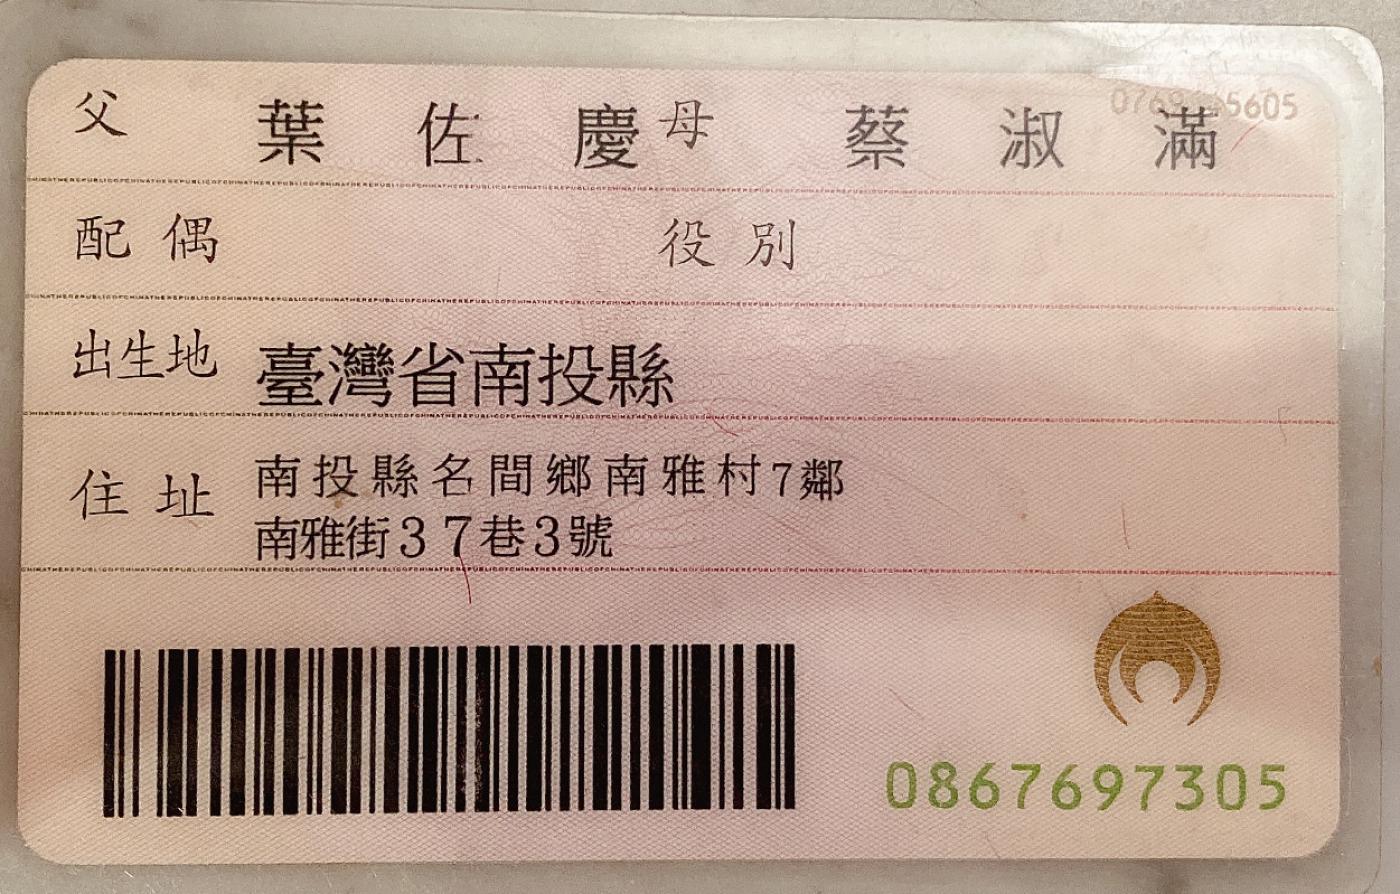 父 葉佐慶 母 蔡淑滿
配偶 役別
出生地 臺灣省南投縣
住址 南投縣名間鄉南雅村7鄰
南雅街37巷3號
0867697305